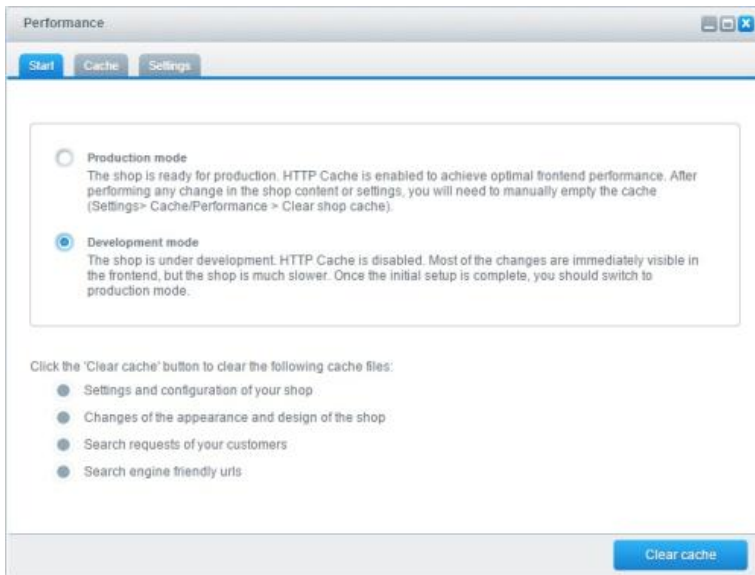 Performance
Start Cache Settings
Production mode
The shop is ready for production. HTTP Cache is enabled to achieve optimal frontend performance. After
performing any change in the shop content or settings, you will need to manually empty the cache
(Settings> Cache/Performance > Clear shop cache).
Development mode
The shop is under development. HTTP Cache is disabled. Most of the changes are immediately visible in
the frontend, but the shop is much slower. Once the initial setup is complete, you should switch to
production mode.
Click the 'Clear cache' button to clear the following cache files:
Settings and configuration of your shop
Changes of the appearance and design of the shop
Search requests of your customers
Search engine friendly urls
Clear cache